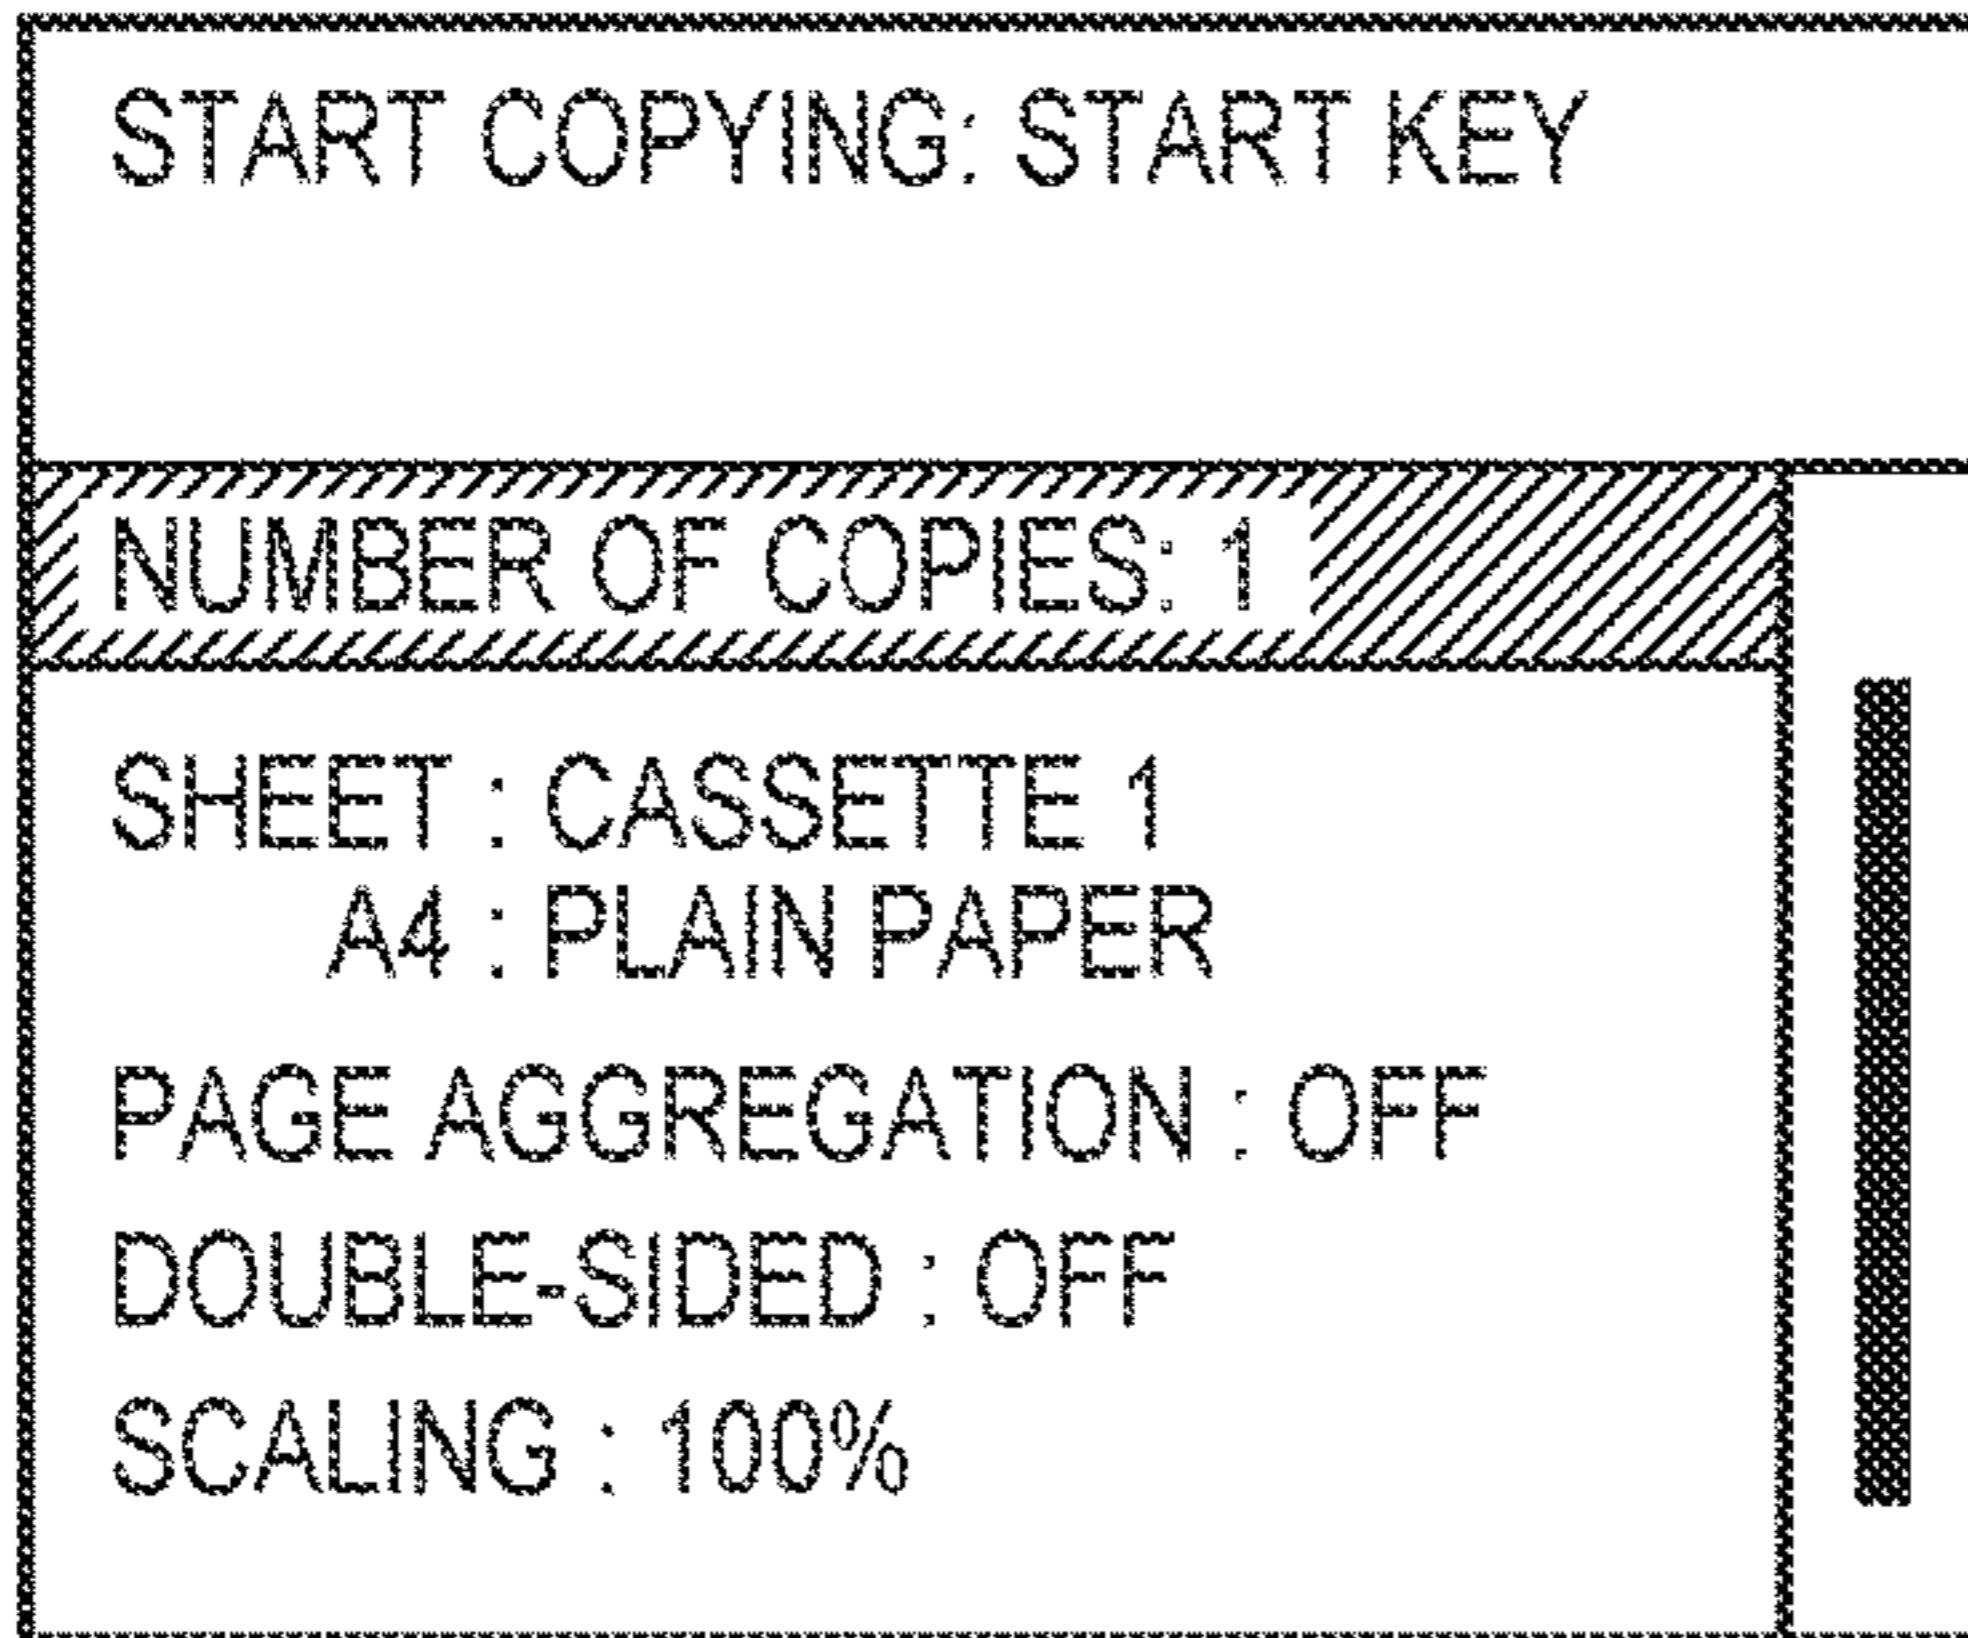 START COPYING: START KEY
NUMBER OF COPIES: 1
SHEET : CASSETTE 1
A4 : PLAIN PAPER
PAGE AGGREGATION : OFF
DOUBLE-SIDED : OFF
SCALING : 100%